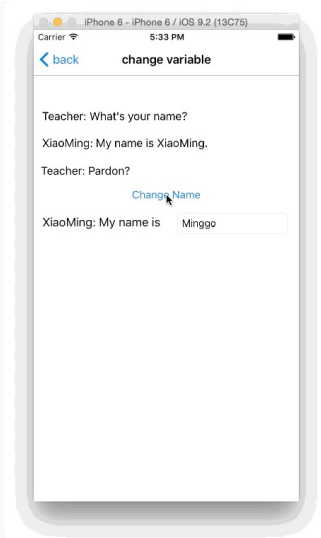 iPhone 6 - iPhone 6 / iOS 9.2 (13C75)
Carrier 5:33 PM
back change variable
Teacher: What's your name?
XiaoMing: My name is XiaoMing.
Teacher: Pardon?
Change Name
XiaoMing: My name is Minggo